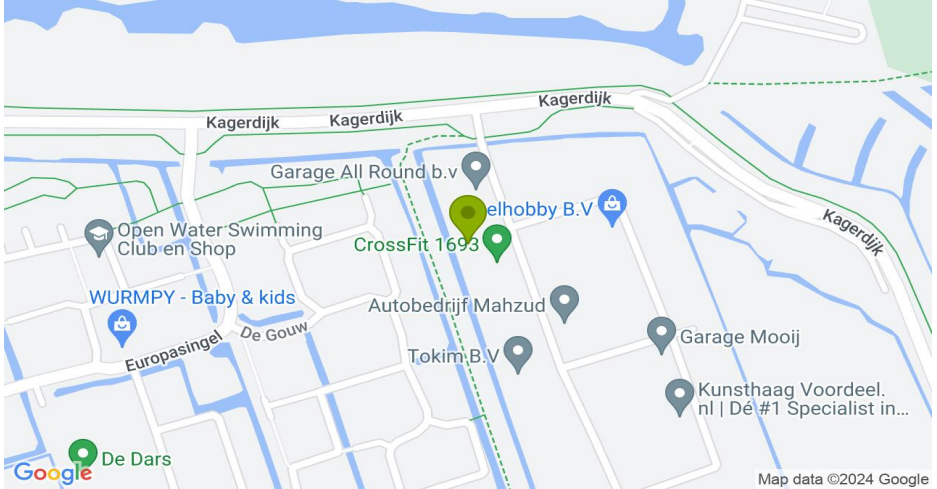 Kagerdijk
Kagerdijk
Kagerdijk
Garage All Round b.v
elhobby B.V
Kagerdijk
Open Water Swimming
Club en Shop
CrossFit 1693
WURMPY - Baby & kids
Autobedrijf Mahzud
De Gouw
Europasingel
Garage Mooij
Tokim B.V
Kunsthaag Voordeel.
nl | Dé #1 Specialist in...
De Dars
Google
Map data ©2024 Google